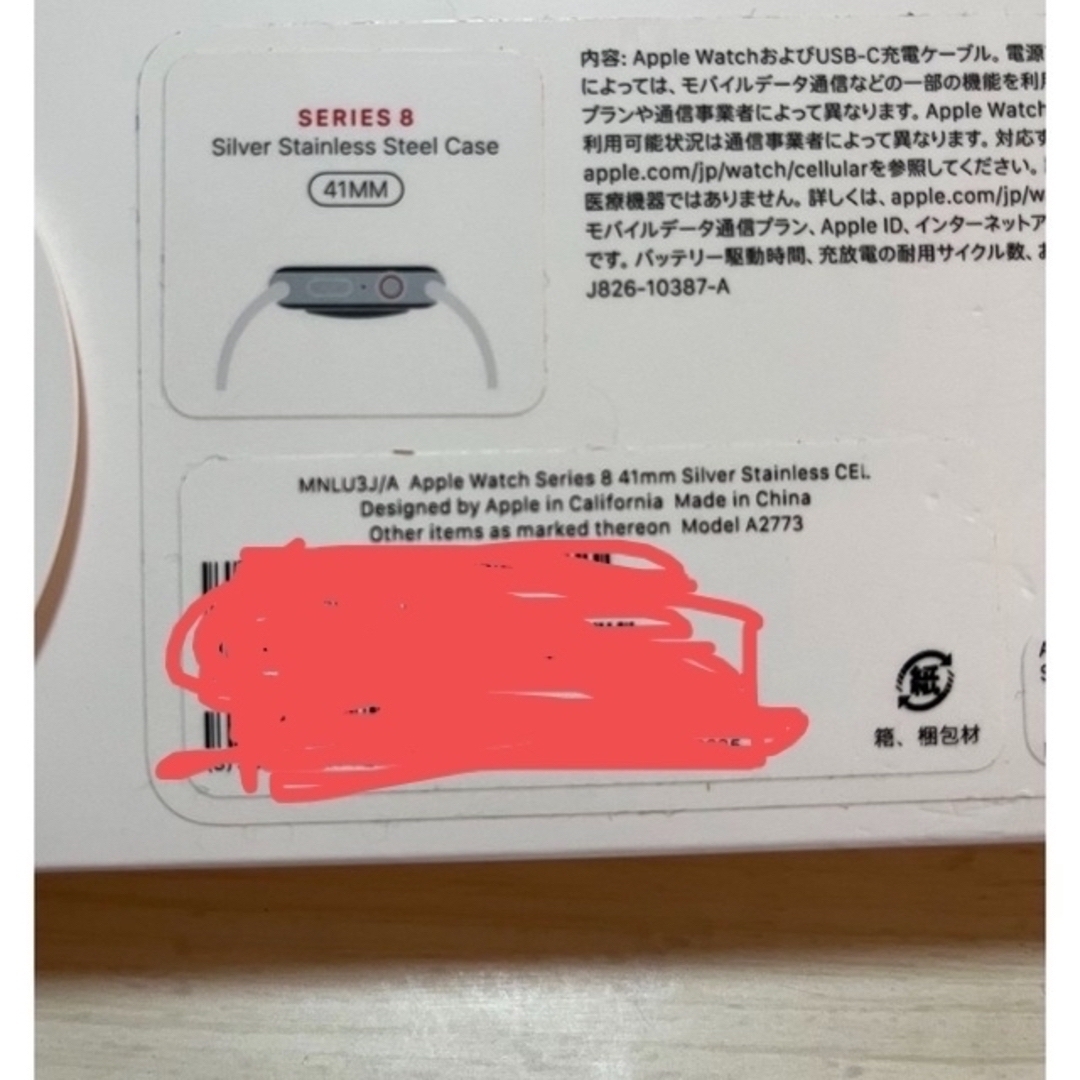 SERIES 8
Silver Stainless Steel Case
41MM
内容: Apple WatchおよびUSB-C充電ケーブル。電源
によっては、モバイルデータ通信などの一部の機能を利用
プランや通信事業者によって異なります。Apple Watch
利用可能状況は通信事業者によって異なります。対応す
apple.com/jp/watch/cellularを参照してください。
医療機器ではありません。詳しくは、apple.com/jp/w
モバイルデータ通信プラン、Apple ID、インターネットア
です。バッテリー駆動時間、充放電の耐用サイクル数、お
J826-10387-A
MNLU3J/A Apple Watch Series 8 41mm Silver Stainless CEL
Designed by Apple in California Made in China
Other items as marked thereon Model A2773
紙
箱、梱包材